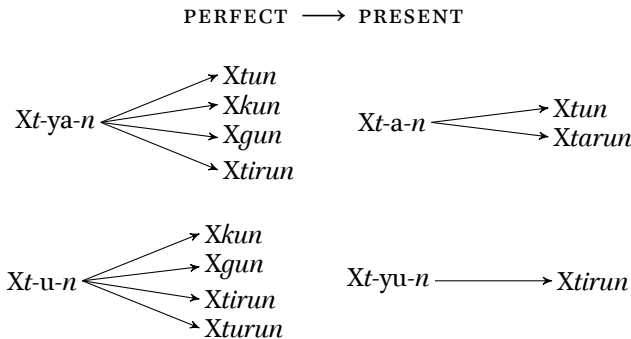 PERFECT → PRESENT
Xt-ya-n
Xtun
Xkun
Xgun
Xtirun
Xt-a-n
Xtun
Xtarun
Xt-u-n
Xkun
Xgun
Xtirun
Xturun
Xt-yu-n
Xtirun